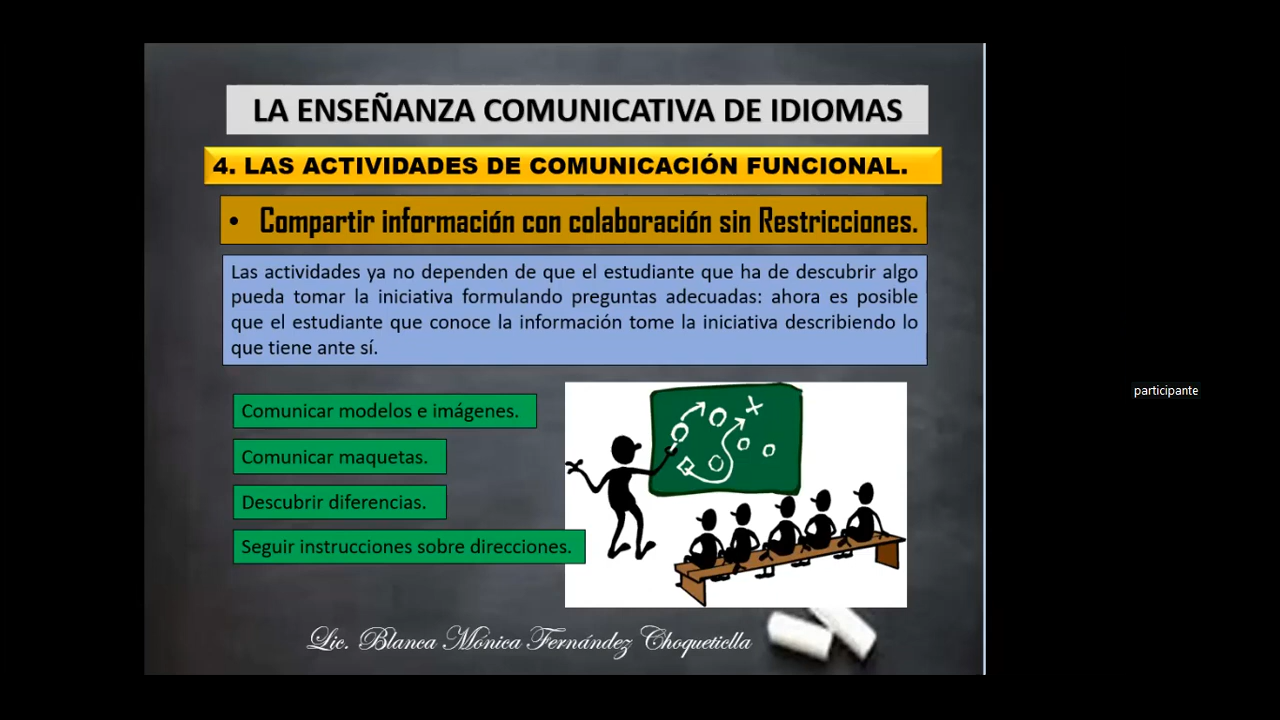 LA ENSEÑANZA COMUNICATIVA DE IDIOMAS
4. LAS ACTIVIDADES DE COMUNICACIÓN FUNCIONAL.
• Compartir información con colaboración sin Restricciones.
Las actividades ya no dependen de que el estudiante que ha de descubrir algo
pueda tomar la iniciativa formulando preguntas adecuadas: ahora es posible
que el estudiante que conoce la información tome la iniciativa describiendo lo
que tiene ante sí.
participante
Comunicar modelos e imágenes.
Comunicar maquetas.
Descubrir diferencias.
Seguir instrucciones sobre direcciones.
Lic. Blanca Mónica Fernández Choqueticlla